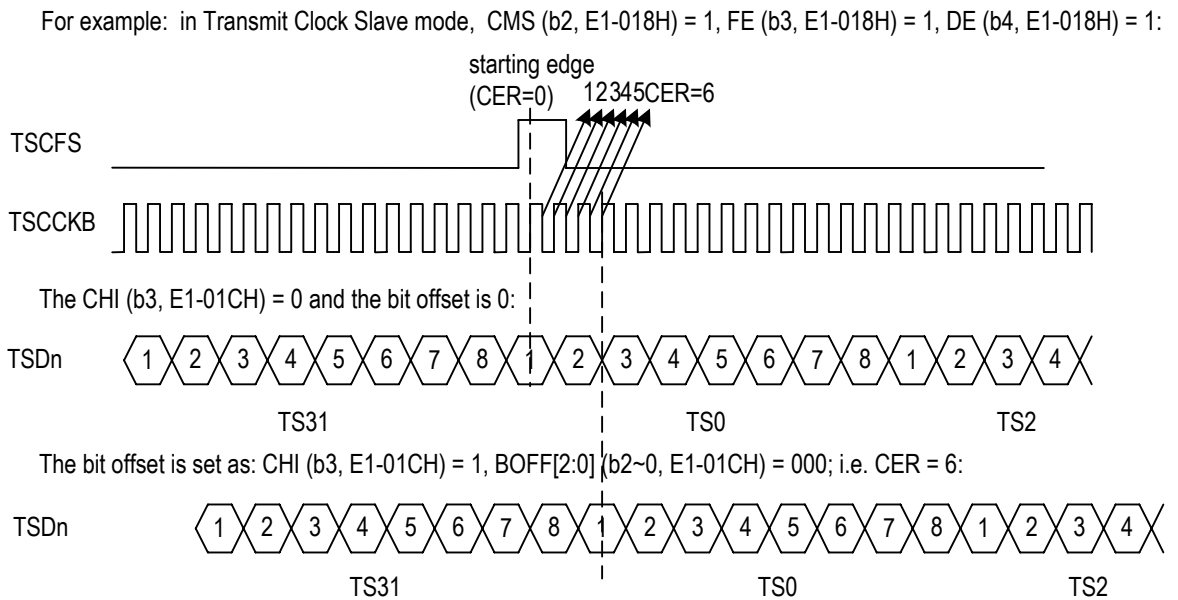 For example: in Transmit Clock Slave mode, CMS (b2, E1-018H) = 1, FE (b3, E1-018H) = 1, DE (b4, E1-018H) = 1:
starting edge
(CER=0) 12345CER=6
TSCFS
TSCCKB
The CHI (b3, E1-01CH) = 0 and the bit offset is 0:
TSDn 1 2 3 4 5 6 7 8 1 2 3 4 5 6 7 8 1 2 3 4
TS31 TS0 TS2
The bit offset is set as: CHI (b3, E1-01CH) = 1, BOFF[2:0] (b2~0, E1-01CH) = 000; i.e. CER = 6:
TSDn 1 2 3 4 5 6 7 8 1 2 3 4 5 6 7 8 1 2 3 4
TS31 TS0 TS2